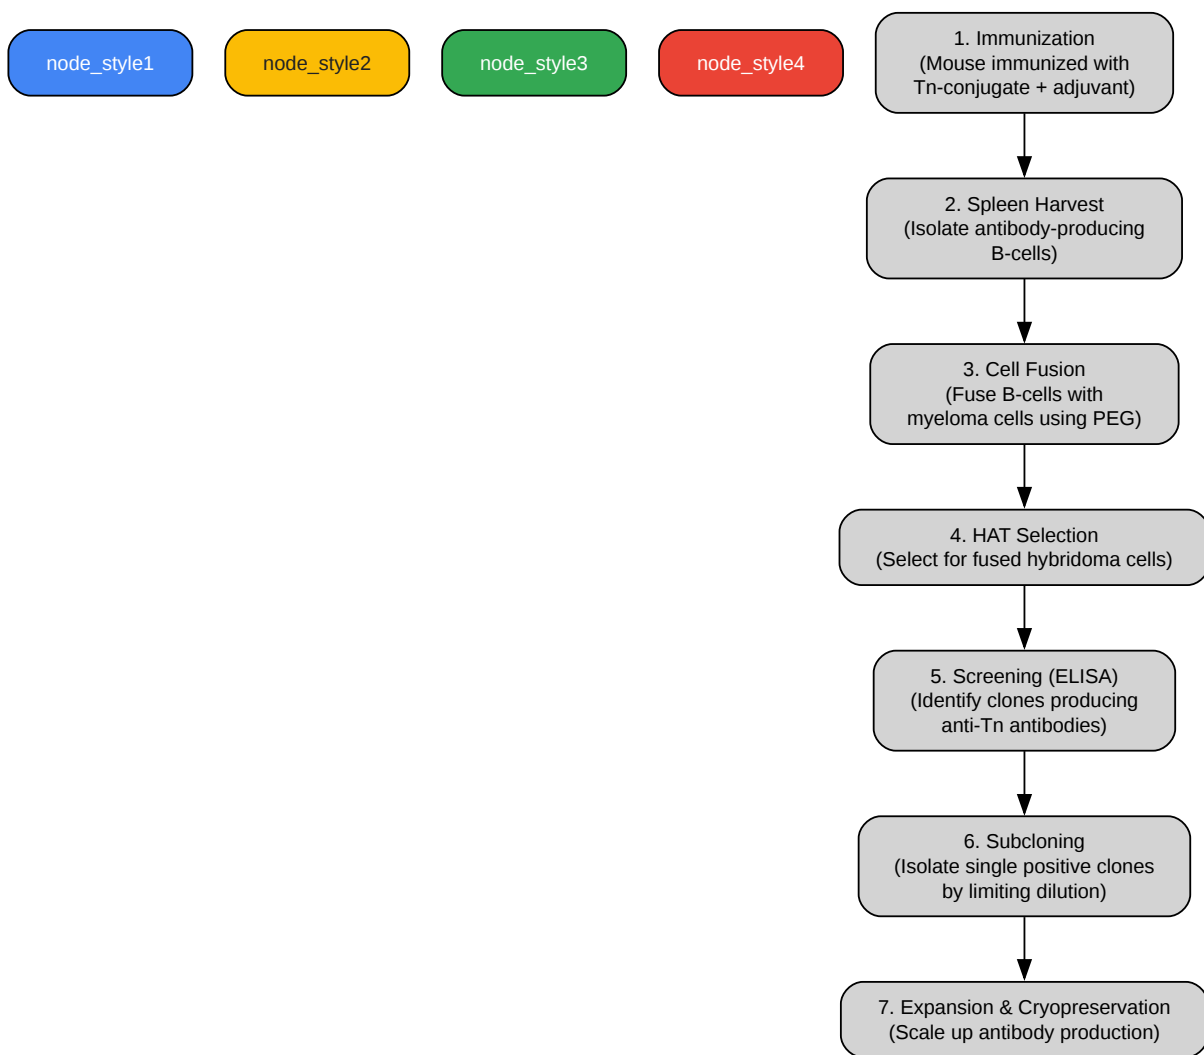 node_style1
node_style2
node_style3
node_style4
1. Immunization
(Mouse immunized with
Tn-conjugate + adjuvant)
2. Spleen Harvest
(Isolate antibody-producing
B-cells)
3. Cell Fusion
(Fuse B-cells with
myeloma cells using PEG)
4. HAT Selection
(Select for fused hybridoma cells)
5. Screening (ELISA)
(Identify clones producing
anti-Tn antibodies)
6. Subcloning
(Isolate single positive clones
by limiting dilution)
7. Expansion & Cryopreservation
(Scale up antibody production)